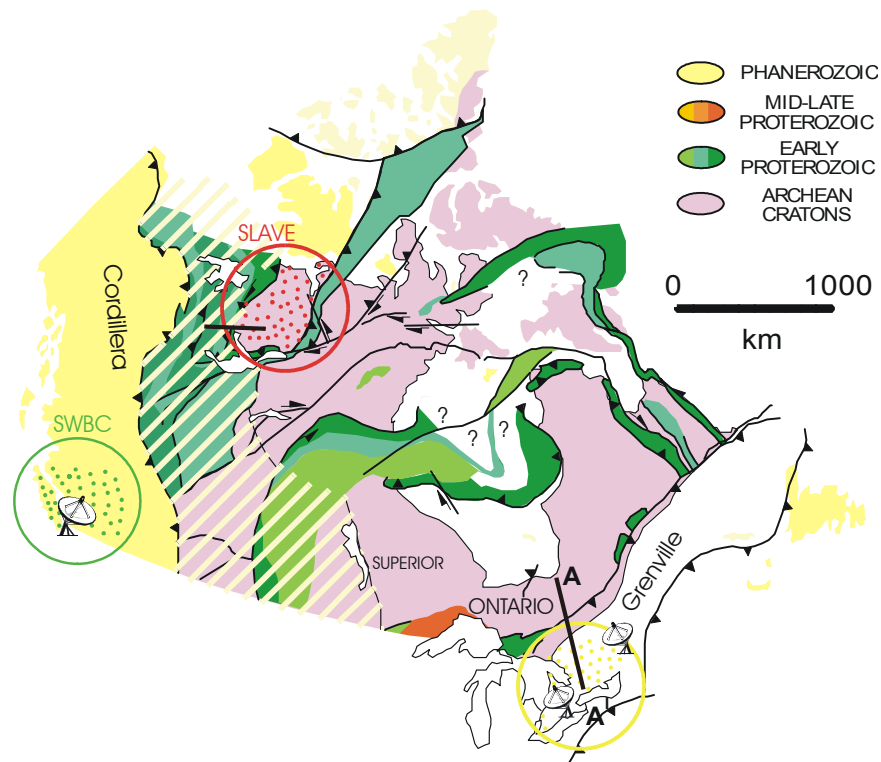 PHANEROZOIC
MID-LATE
PROTEROZOIC
EARLY
PROTEROZOIC
ARCHEAN
CRATONS
0 1000
km
SLAVE
Cordillera
SWBC
?
?
?
?
SUPERIOR
ONTARIO
A
Grenville
A'